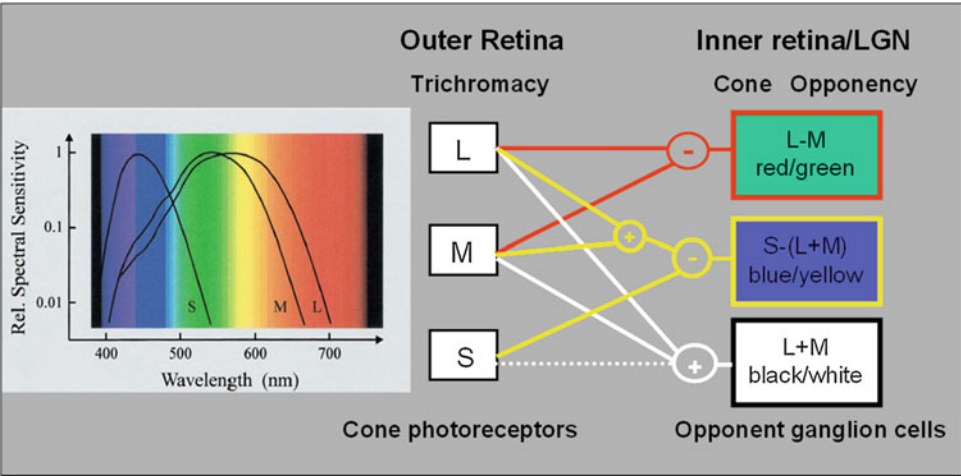 Outer Retina
Inner retina/LGN
Trichromacy
Cone Opponency
Rel. Spectral Sensitivity
1
0.1
0.01
S
M
L
400
500
600
700
Wavelength (nm)
L
M
S
-
+
-
+
L-M
red/green
S-(L+M)
blue/yellow
L+M
black/white
Cone photoreceptors
Opponent ganglion cells